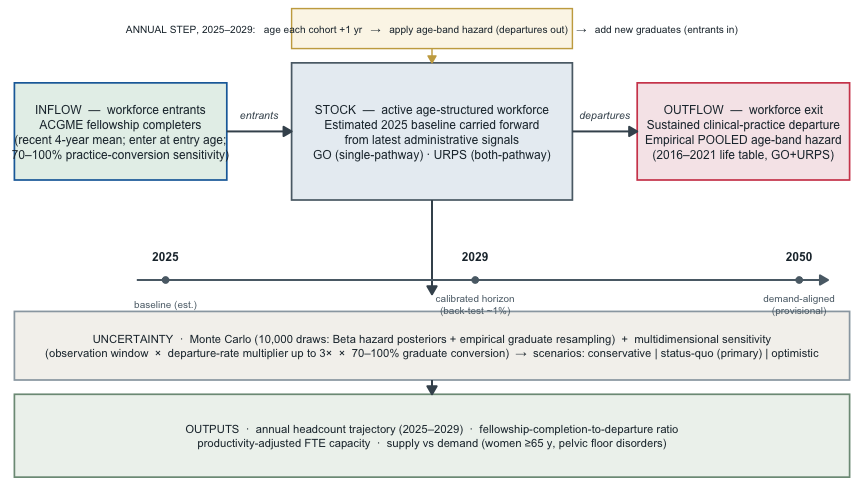 ANNUAL STEP, 2025–2029: age each cohort +1 yr → apply age-band hazard (departures out) → add new graduates (entrants in)
INFLOW — workforce entrants
ACGME fellowship completers
(recent 4-year mean; enter at entry age;
70–100% practice-conversion sensitivity)
entrants
STOCK — active age-structured workforce
Estimated 2025 baseline carried forward
from latest administrative signals
GO (single-pathway) · URPS (both-pathway)
departures
OUTFLOW — workforce exit
Sustained clinical-practice departure
Empirical POOLED age-band hazard
(2016–2021 life table, GO+URPS)
2025
2029
2050
baseline (est.)
calibrated horizon
(back-test ~1%)
demand-aligned
(provisional)
UNCERTAINTY · Monte Carlo (10,000 draws: Beta hazard posteriors + empirical graduate resampling) + multidimensional sensitivity
(observation window × departure-rate multiplier up to 3× × 70–100% graduate conversion) → scenarios: conservative | status-quo (primary) | optimistic
OUTPUTS · annual headcount trajectory (2025–2029) · fellowship-completion-to-departure ratio
productivity-adjusted FTE capacity · supply vs demand (women ≥65 y, pelvic floor disorders)